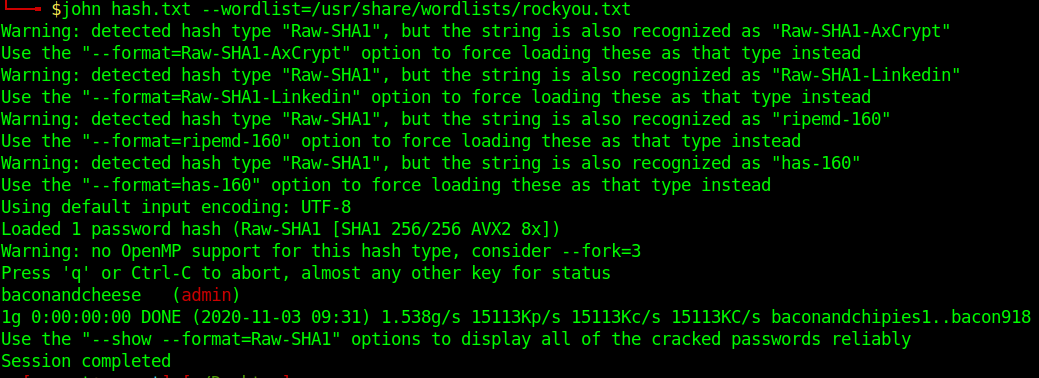 $john hash.txt --wordlist=/usr/share/wordlists/rockyou.txt
Warning: detected hash type "Raw-SHA1", but the string is also recognized as "Raw-SHA1-AxCrypt"
Use the "--format=Raw-SHA1-AxCrypt" option to force loading these as that type instead
Warning: detected hash type "Raw-SHA1", but the string is also recognized as "Raw-SHA1-Linkedin"
Use the "--format=Raw-SHA1-Linkedin" option to force loading these as that type instead
Warning: detected hash type "Raw-SHA1", but the string is also recognized as "ripemd-160"
Use the "--format=ripemd-160" option to force loading these as that type instead
Warning: detected hash type "Raw-SHA1", but the string is also recognized as "has-160"
Use the "--format=has-160" option to force loading these as that type instead
Using default input encoding: UTF-8
Loaded 1 password hash (Raw-SHA1 [SHA1 256/256 AVX2 8x])
Warning: no OpenMP support for this hash type, consider --fork=3
Press 'q' or Ctrl-C to abort, almost any other key for status
baconandcheese   (admin)
1g 0:00:00:00 DONE (2020-11-03 09:31) 1.538g/s 15113Kp/s 15113Kc/s 15113KC/s baconandchipies1..bacon918
Use the "--show --format=Raw-SHA1" options to display all of the cracked passwords reliably
Session completed